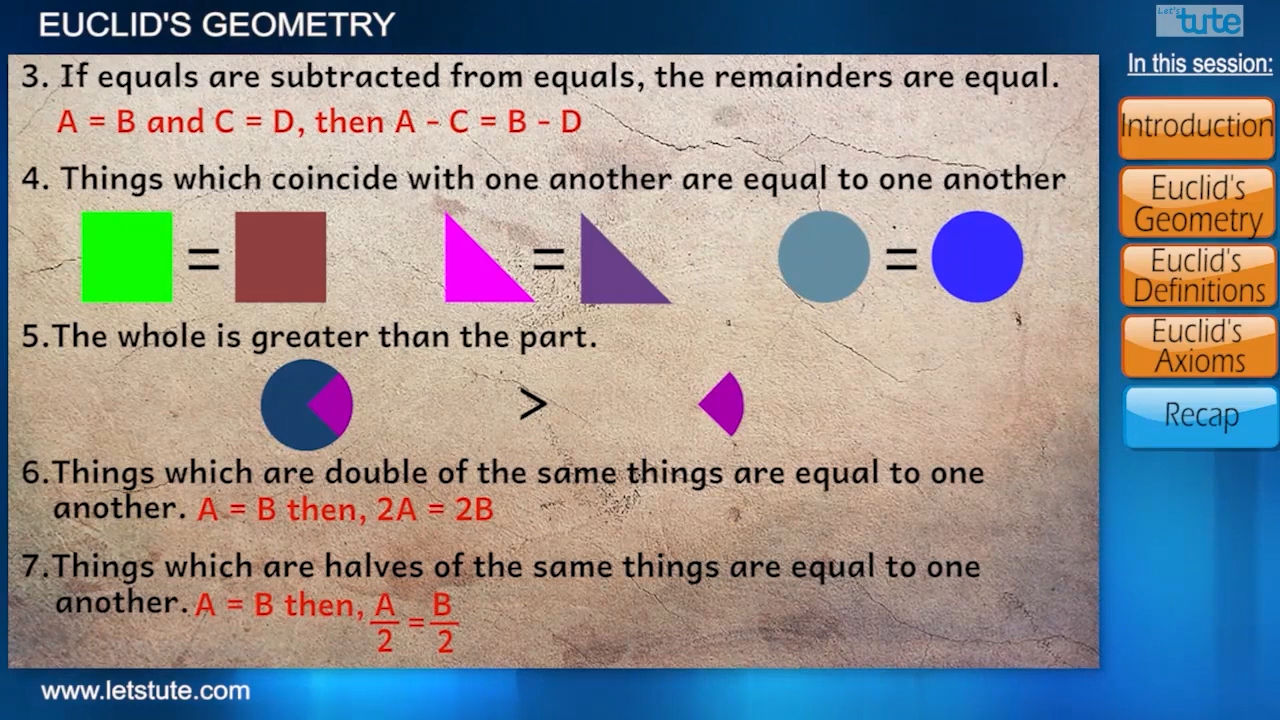 EUCLID'S GEOMETRY
Let's
tute
In this session:
3. If equals are subtracted from equals, the remainders are equal.
A = B and C = D, then A - C = B - D
4. Things which coincide with one another are equal to one another
= = =
5.The whole is greater than the part.
>
6.Things which are double of the same things are equal to one
another. A = B then, 2A = 2B
7.Things which are halves of the same things are equal to one
another. A = B then, A/2 = B/2
Introduction
Euclid's
Geometry
Euclid's
Definitions
Euclid's
Axioms
Recap
www.letstute.com